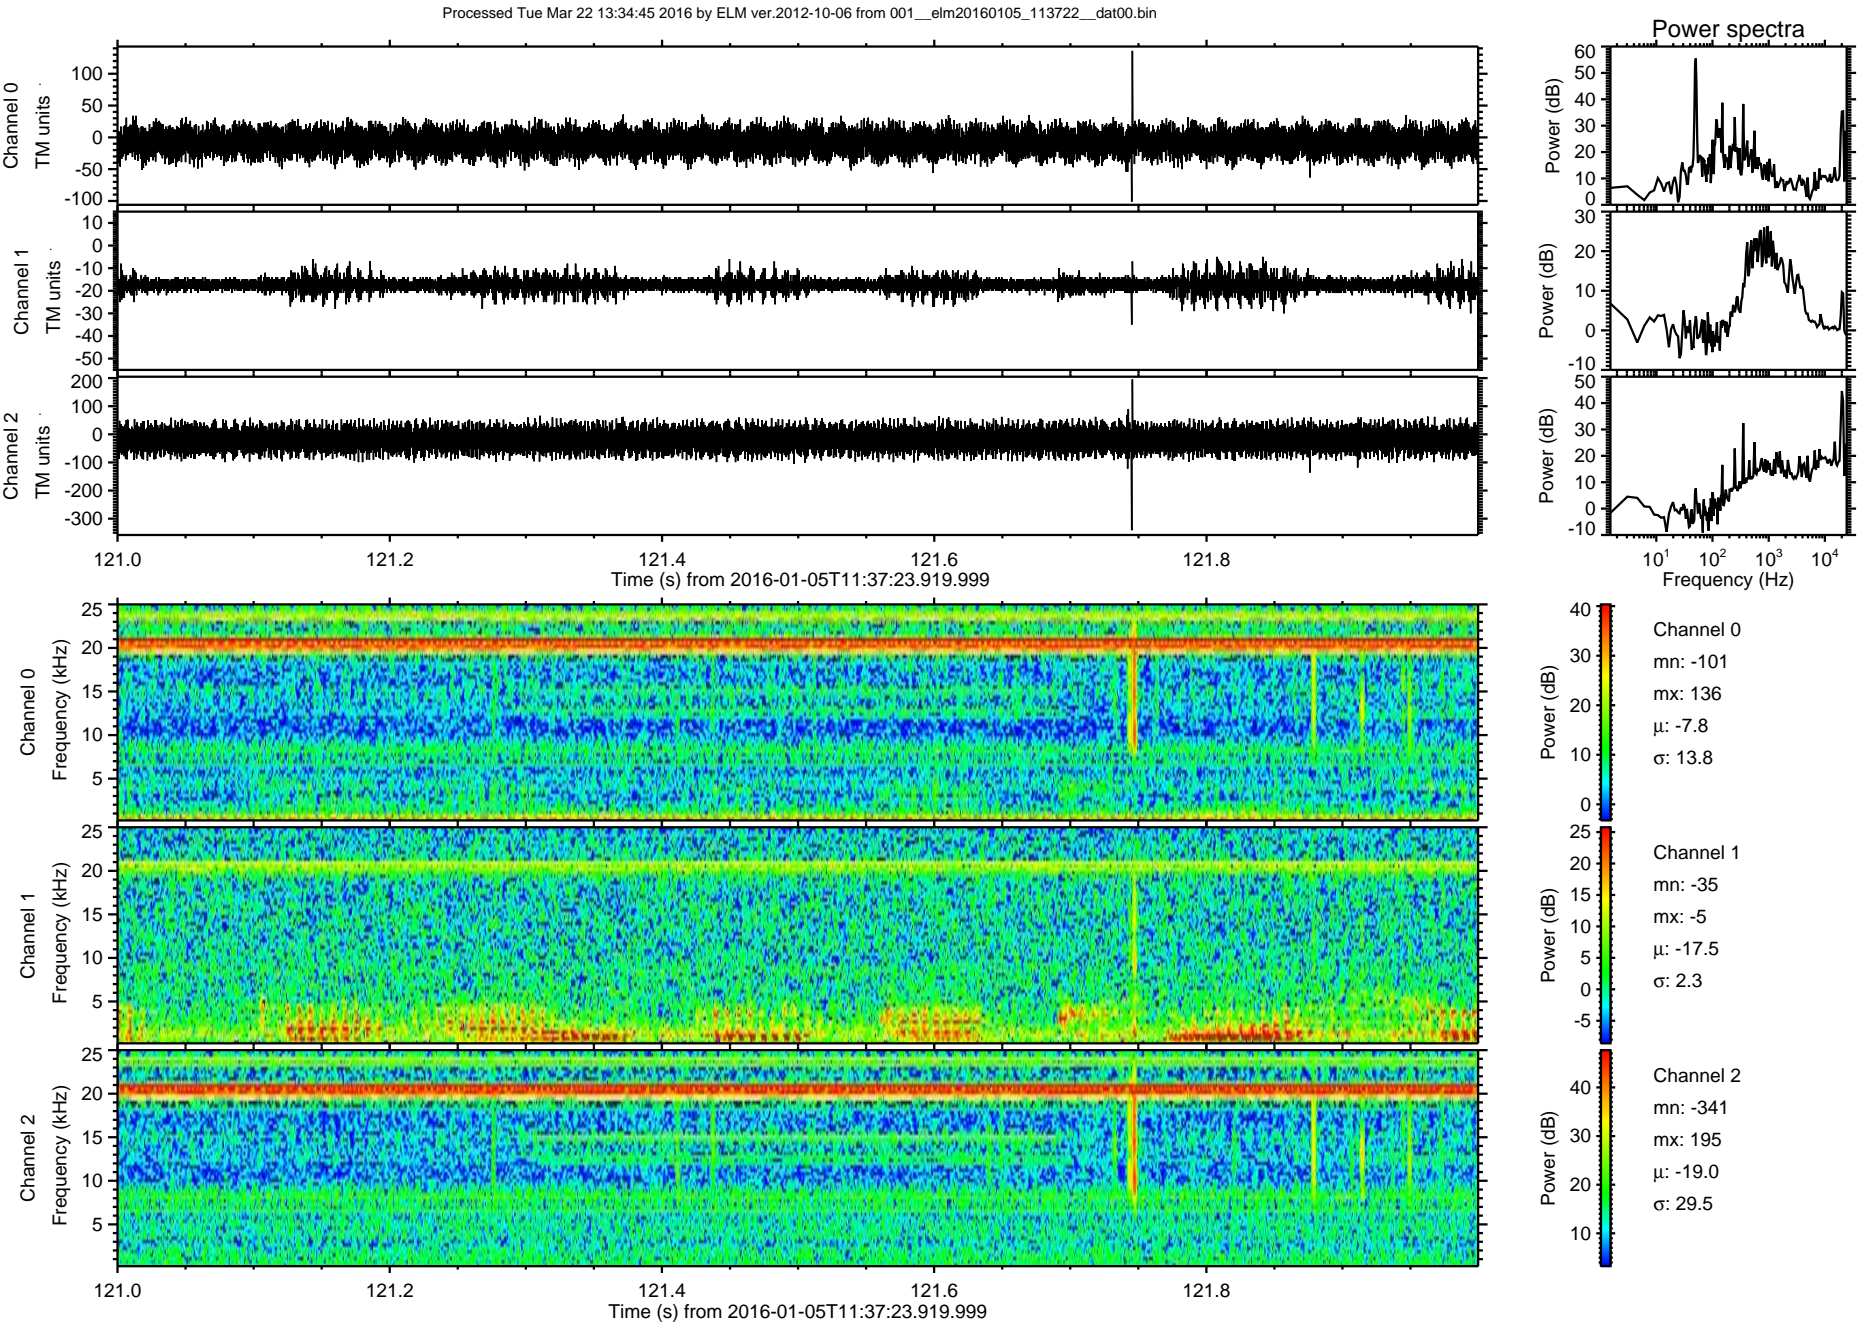 Processed Tue Mar 22 13:34:45 2016 by ELM ver.2012-10-06 from 001__elm20160105_113722__dat00.bin
Power spectra
Channel 0
TM units
100
50
0
-50
-100
Power (dB)
60
50
40
30
20
10
0
Channel 1
TM units
10
0
-10
-20
-30
-40
-50
Power (dB)
30
20
10
0
-10
Channel 2
TM units
200
100
0
-100
-200
-300
Power (dB)
50
40
30
20
10
0
-10
121.0 121.2 121.4 121.6 121.8
Time (s) from 2016-01-05T11:37:23.919.999
10¹ 10² 10³ 10⁴
Frequency (Hz)
Channel 0
Frequency (kHz)
25
20
15
10
5
Power (dB)
40
30
20
10
0
Channel 0
mn: -101
mx: 136
μ: -7.8
σ: 13.8
Channel 1
Frequency (kHz)
25
20
15
10
5
Power (dB)
25
20
15
10
5
0
-5
Channel 1
mn: -35
mx: -5
μ: -17.5
σ: 2.3
Channel 2
Frequency (kHz)
25
20
15
10
5
Power (dB)
40
30
20
10
Channel 2
mn: -341
mx: 195
μ: -19.0
σ: 29.5
121.0 121.2 121.4 121.6 121.8
Time (s) from 2016-01-05T11:37:23.919.999